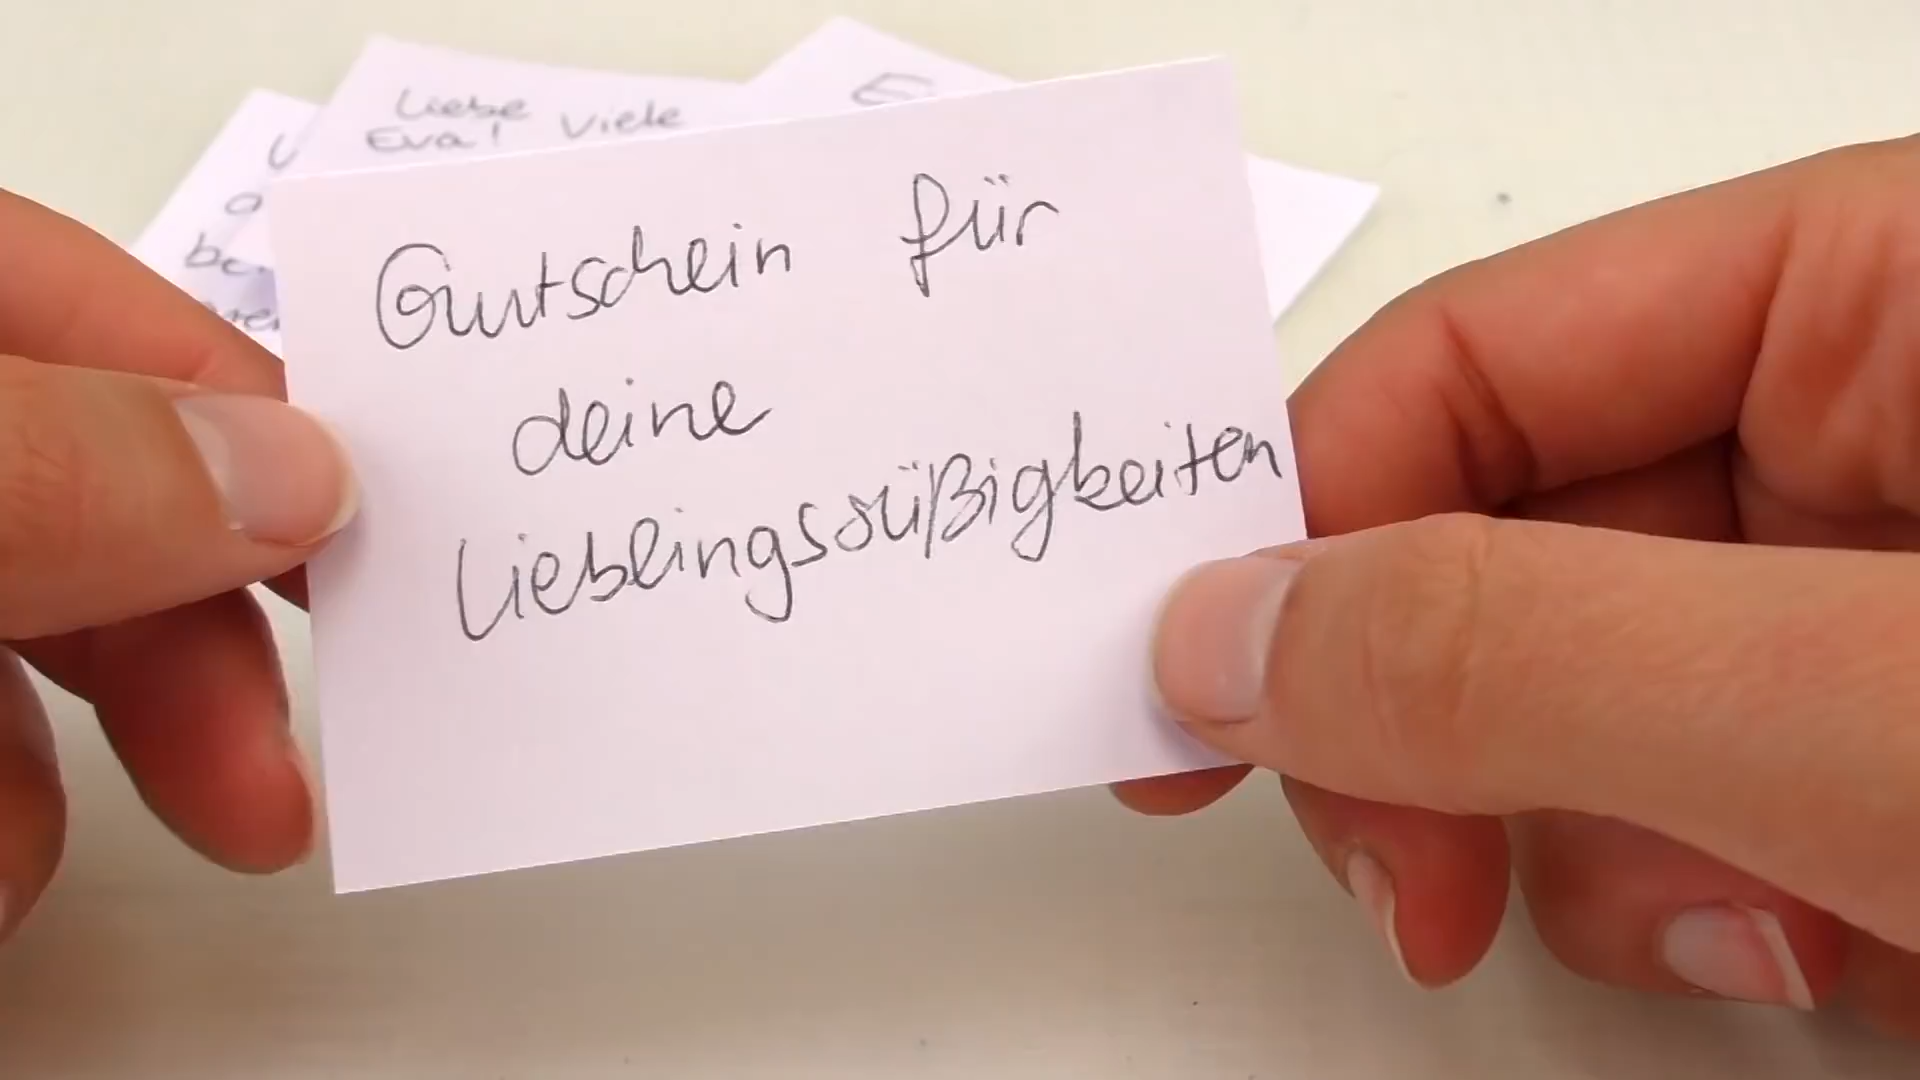 Liebe
Eva! Viele
Gutschein für
deine
Lieblingssüßigkeiten